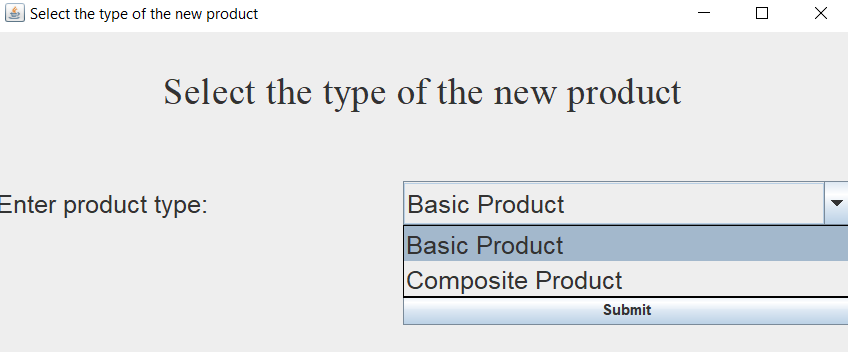 Select the type of the new product
Select the type of the new product
Enter product type:
Basic Product
Basic Product
Composite Product
Submit